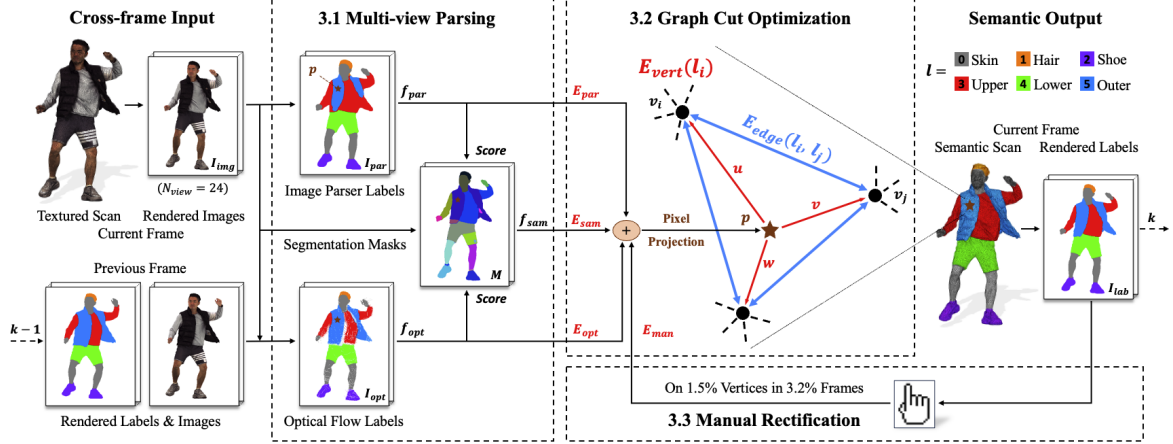 Cross-frame Input
I_img
(N_view = 24)
Textured Scan
Rendered Images
Current Frame
Previous Frame
k − 1
Rendered Labels & Images
3.1 Multi-view Parsing
p
I_par
Image Parser Labels
f_par
Score
Segmentation Masks
M
f_sam
Score
I_opt
Optical Flow Labels
f_opt
3.2 Graph Cut Optimization
E_par
E_sam
E_opt
E_man
+
Pixel
Projection
E_vert(l_i)
v_i
E_edge(l_i, l_j)
u
v
v_j
p
w
Semantic Output
l =
0 Skin
1 Hair
2 Shoe
3 Upper
4 Lower
5 Outer
Current Frame
Semantic Scan
Rendered Labels
I_lab
k
On 1.5% Vertices in 3.2% Frames
3.3 Manual Rectification